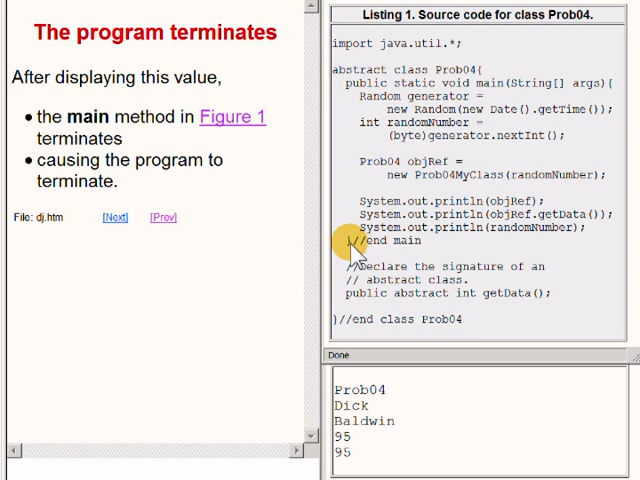 The program terminates
After displaying this value,
the main method in Figure 1
terminates
causing the program to
terminate.
File: dj.htm [Next] [Prev]
Listing 1. Source code for class Prob04.
import java.util.*;
abstract class Prob04{
public static void main(String[] args){
Random generator =
new Random(new Date().getTime());
int randomNumber =
(byte)generator.nextInt();
Prob04 objRef =
new Prob04MyClass(randomNumber);
System.out.println(objRef);
System.out.println(objRef.getData());
System.out.println(randomNumber);
}//end main
//Declare the signature of an
// abstract class.
public abstract int getData();
}//end class Prob04
Done
Prob04
Dick
Baldwin
95
95